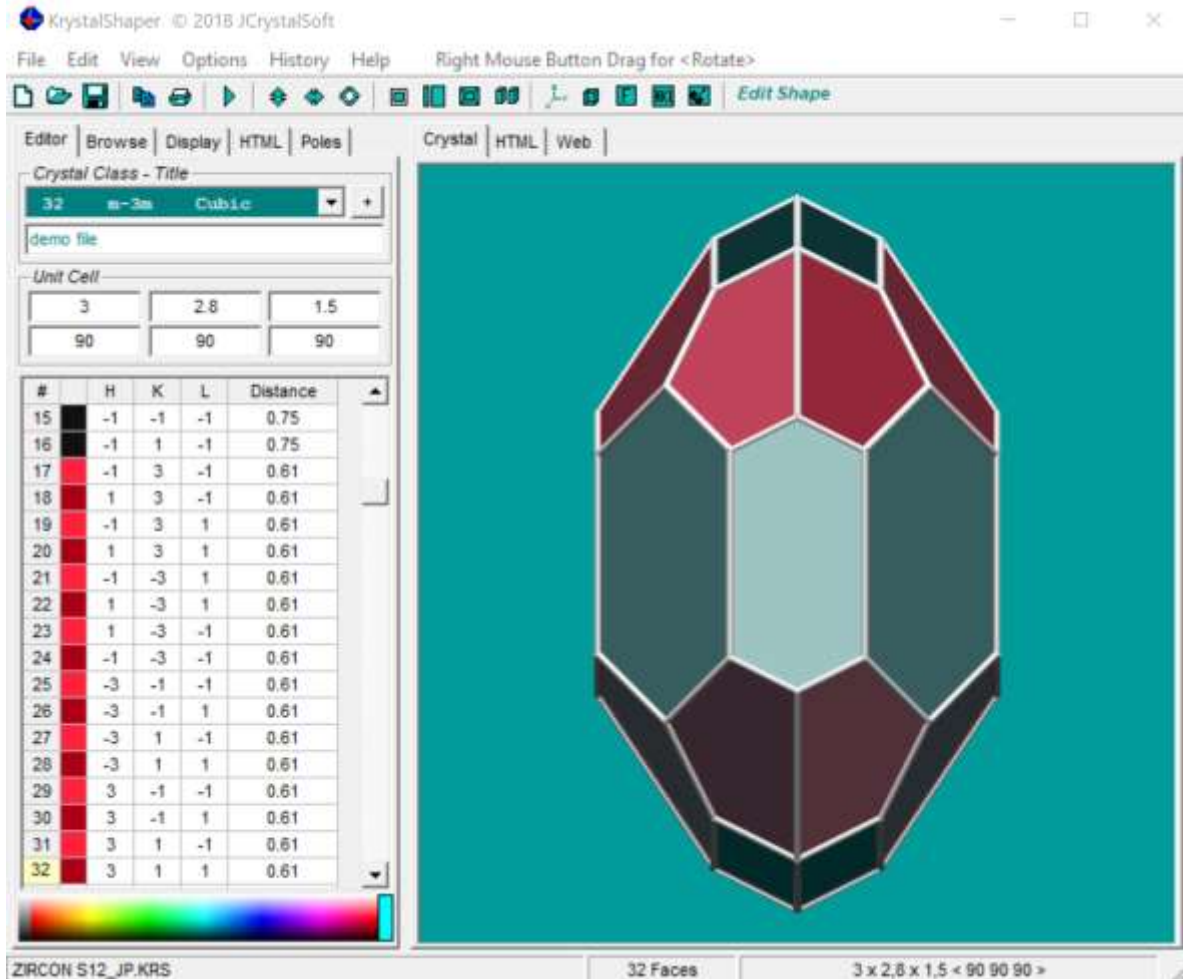 KrystalShaper © 2018 JCrystalSoft
File Edit View Options History Help Right Mouse Button Drag for <Rotate>
Edit Shape
Editor Browse Display HTML Poles
Crystal HTML Web
Crystal Class - Title
32 m-3m Cubic
+
demo file
Unit Cell
3 2.8 1.5
90 90 90
# H K L Distance
15 -1 -1 -1 0.75
16 -1 1 -1 0.75
17 -1 3 -1 0.61
18 1 3 -1 0.61
19 -1 3 1 0.61
20 1 3 1 0.61
21 -1 -3 1 0.61
22 1 -3 1 0.61
23 1 -3 -1 0.61
24 -1 -3 -1 0.61
25 -3 -1 -1 0.61
26 -3 -1 1 0.61
27 -3 1 -1 0.61
28 -3 1 1 0.61
29 3 -1 -1 0.61
30 3 -1 1 0.61
31 3 1 -1 0.61
32 3 1 1 0.61
ZIRCON S12_JP.KRS 32 Faces 3 x 2,8 x 1,5 < 90 90 90 >